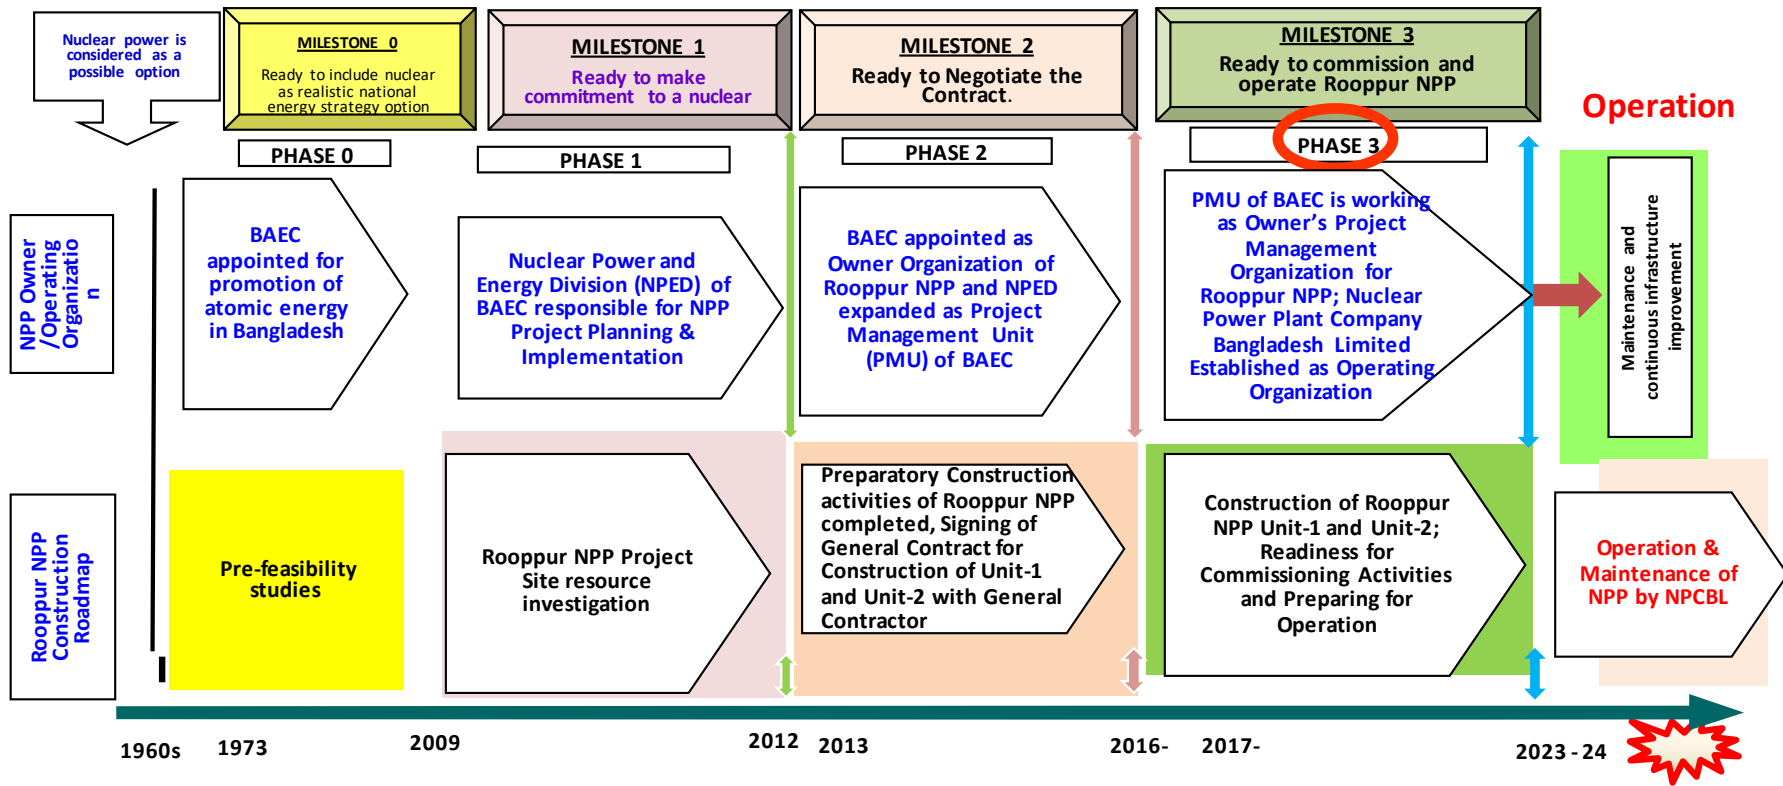 Nuclear power is
considered as a
possible option
MILESTONE 0
Ready to include nuclear
as realistic national
energy strategy option
MILESTONE 1
Ready to make
commitment to a nuclear
MILESTONE 2
Ready to Negotiate the
Contract.
MILESTONE 3
Ready to commission and
operate Rooppur NPP
Operation
PHASE 0
PHASE 1
PHASE 2
PHASE 3
NPP Owner
/Operating
Organizatio
n
BAEC
appointed for
promotion of
atomic energy
in Bangladesh
Nuclear Power and
Energy Division (NPED) of
BAEC responsible for NPP
Project Planning &
Implementation
BAEC appointed as
Owner Organization of
Rooppur NPP and NPED
expanded as Project
Management Unit
(PMU) of BAEC
PMU of BAEC is working
as Owner's Project
Management
Organization for
Rooppur NPP; Nuclear
Power Plant Company
Bangladesh Limited
Established as Operating
Organization
Maintenance and
continuous infrastructure
improvement
Rooppur NPP
Construction
Roadmap
Pre-feasibility
studies
Rooppur NPP Project
Site resource
investigation
Preparatory Construction
activities of Rooppur NPP
completed, Signing of
General Contract for
Construction of Unit-1
and Unit-2 with General
Contractor
Construction of Rooppur
NPP Unit-1 and Unit-2;
Readiness for
Commissioning Activities
and Preparing for
Operation
Operation &
Maintenance of
NPP by NPCBL
1960s
1973
2009
2012
2013
2016-
2017-
2023 - 24